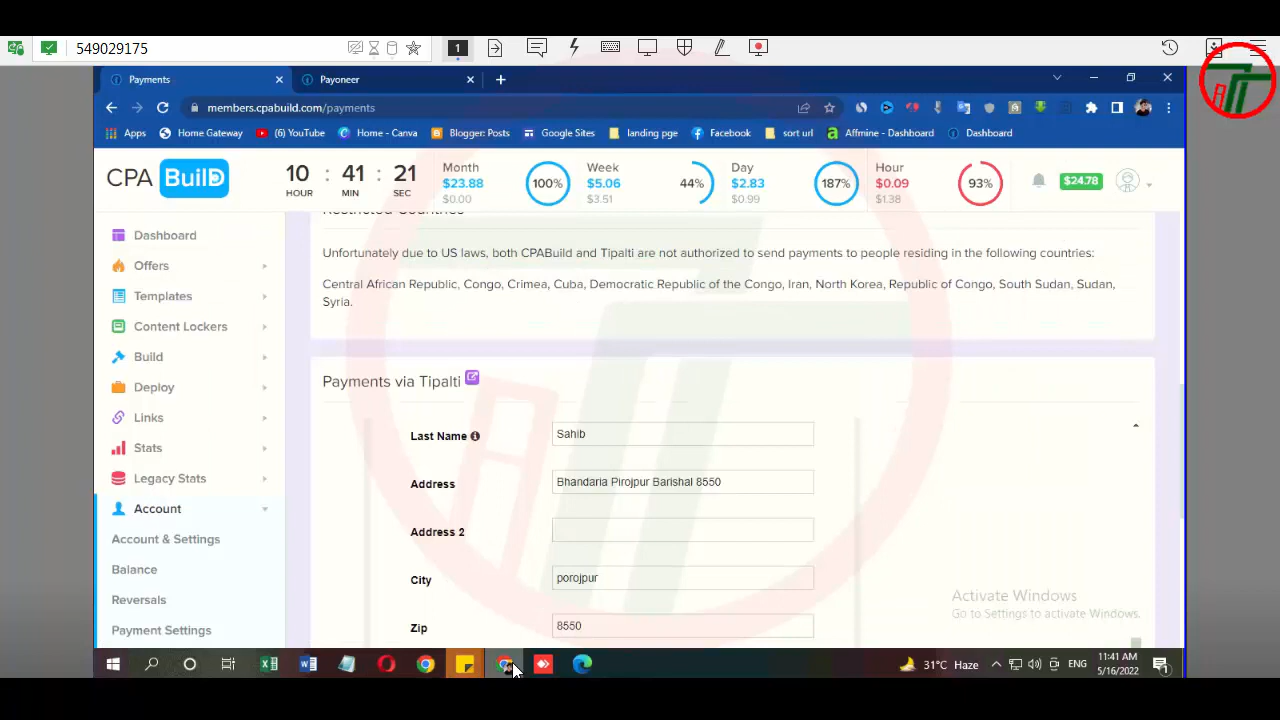 549029175
1
Payments
Payoneer
members.cpabuild.com/payments
Apps
Home Gateway
(6) YouTube
Home - Canva
Blogger: Posts
Google Sites
landing pge
Facebook
sort url
Affmine - Dashboard
Dashboard
CPA BuilD
10 : 41 : 21
HOUR MIN SEC
Month
$23.88
$0.00
100%
Week
$5.06
$3.51
44%
Day
$2.83
$0.99
187%
Hour
$0.09
$1.38
93%
$24.78
Dashboard
Offers
Templates
Content Lockers
Build
Deploy
Links
Stats
Legacy Stats
Account
Account & Settings
Balance
Reversals
Payment Settings
Restricted Countries
Unfortunately due to US laws, both CPABuild and Tipalti are not authorized to send payments to people residing in the following countries:
Central African Republic, Congo, Crimea, Cuba, Democratic Republic of the Congo, Iran, North Korea, Republic of Congo, South Sudan, Sudan,
Syria.
Payments via Tipalti
Last Name
Sahib
Address
Bhandaria Pirojpur Barishal 8550
Address 2
City
porojpur
Zip
8550
Activate Windows
Go to Settings to activate Windows.
31°C Haze
ENG
11:41 AM
5/16/2022
1